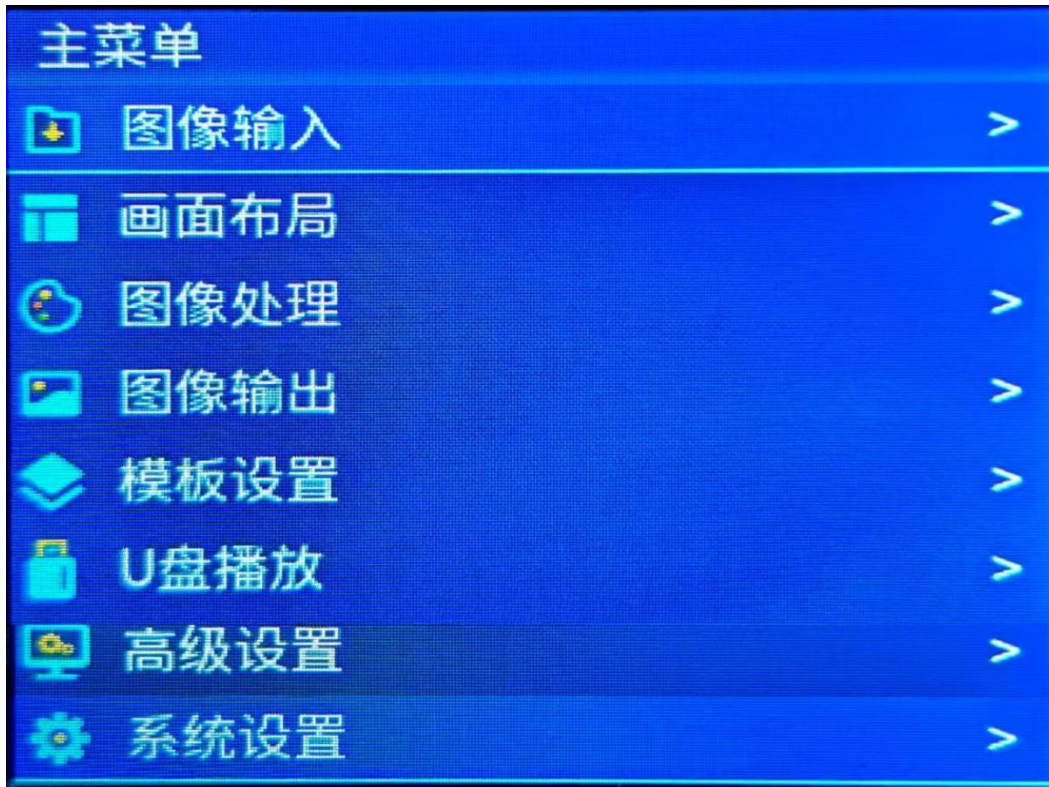 主菜单
图像输入 >
画面布局 >
图像处理 >
图像输出 >
模板设置 >
U盘播放 >
高级设置 >
系统设置 >